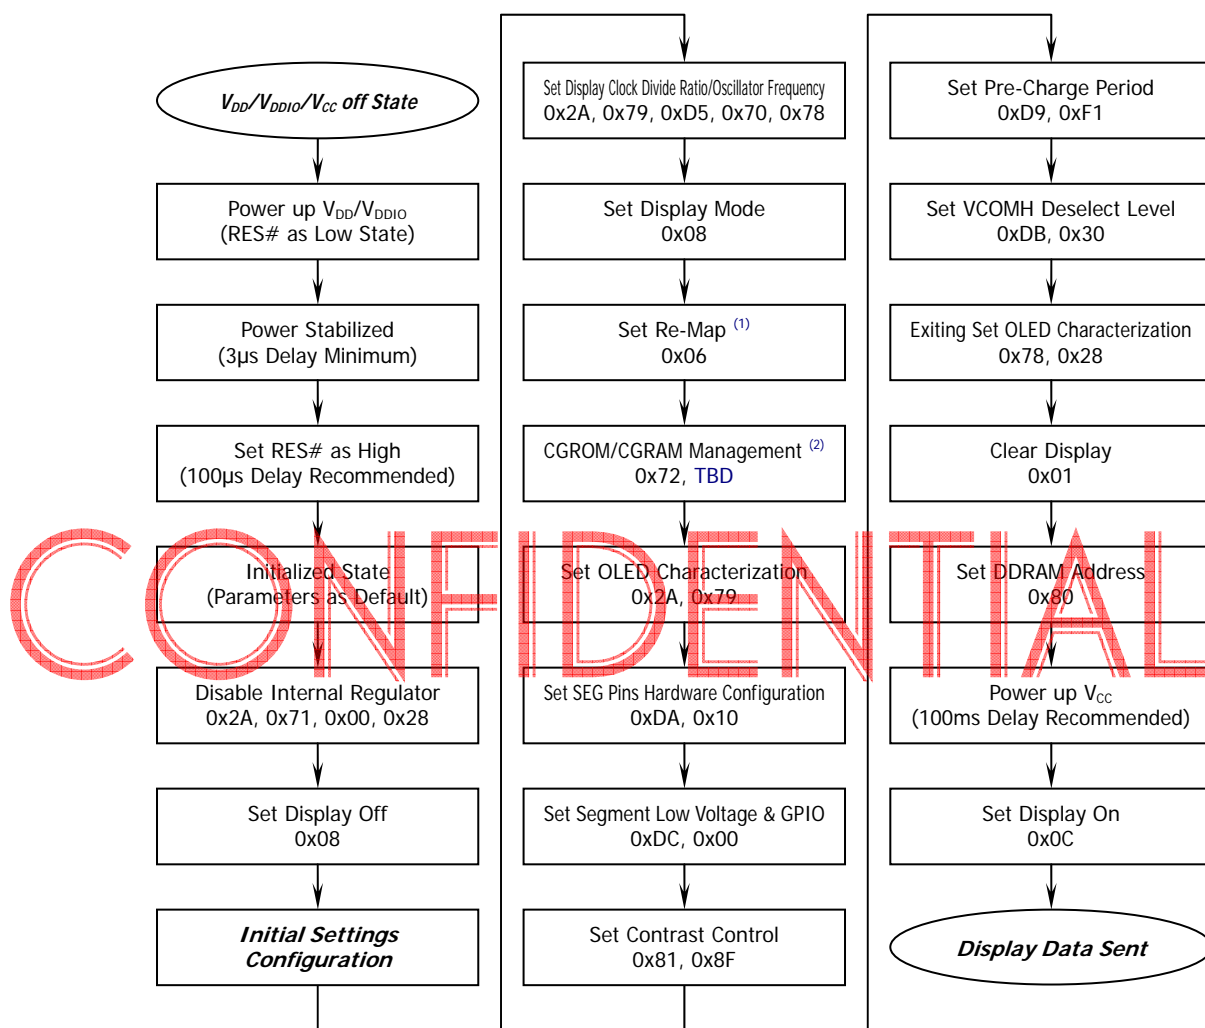 V_DD/V_DDIO/V_CC off State
Power up V_DD/V_DDIO
(RES# as Low State)
Power Stabilized
(3µs Delay Minimum)
Set RES# as High
(100µs Delay Recommended)
Initialized State
(Parameters as Default)
Disable Internal Regulator
0x2A, 0x71, 0x00, 0x28
Set Display Off
0x08
Initial Settings
Configuration
Set Display Clock Divide Ratio/Oscillator Frequency
0x2A, 0x79, 0xD5, 0x70, 0x78
Set Display Mode
0x08
Set Re-Map (1)
0x06
CGROM/CGRAM Management (2)
0x72, TBD
Set OLED Characterization
0x2A, 0x79
Set SEG Pins Hardware Configuration
0xDA, 0x10
Set Segment Low Voltage & GPIO
0xDC, 0x00
Set Contrast Control
0x81, 0x8F
Set Pre-Charge Period
0xD9, 0xF1
Set VCOMH Deselect Level
0xDB, 0x30
Exiting Set OLED Characterization
0x78, 0x28
Clear Display
0x01
Set DDRAM Address
0x80
Power up V_CC
(100ms Delay Recommended)
Set Display On
0x0C
Display Data Sent
CONFIDENTIAL